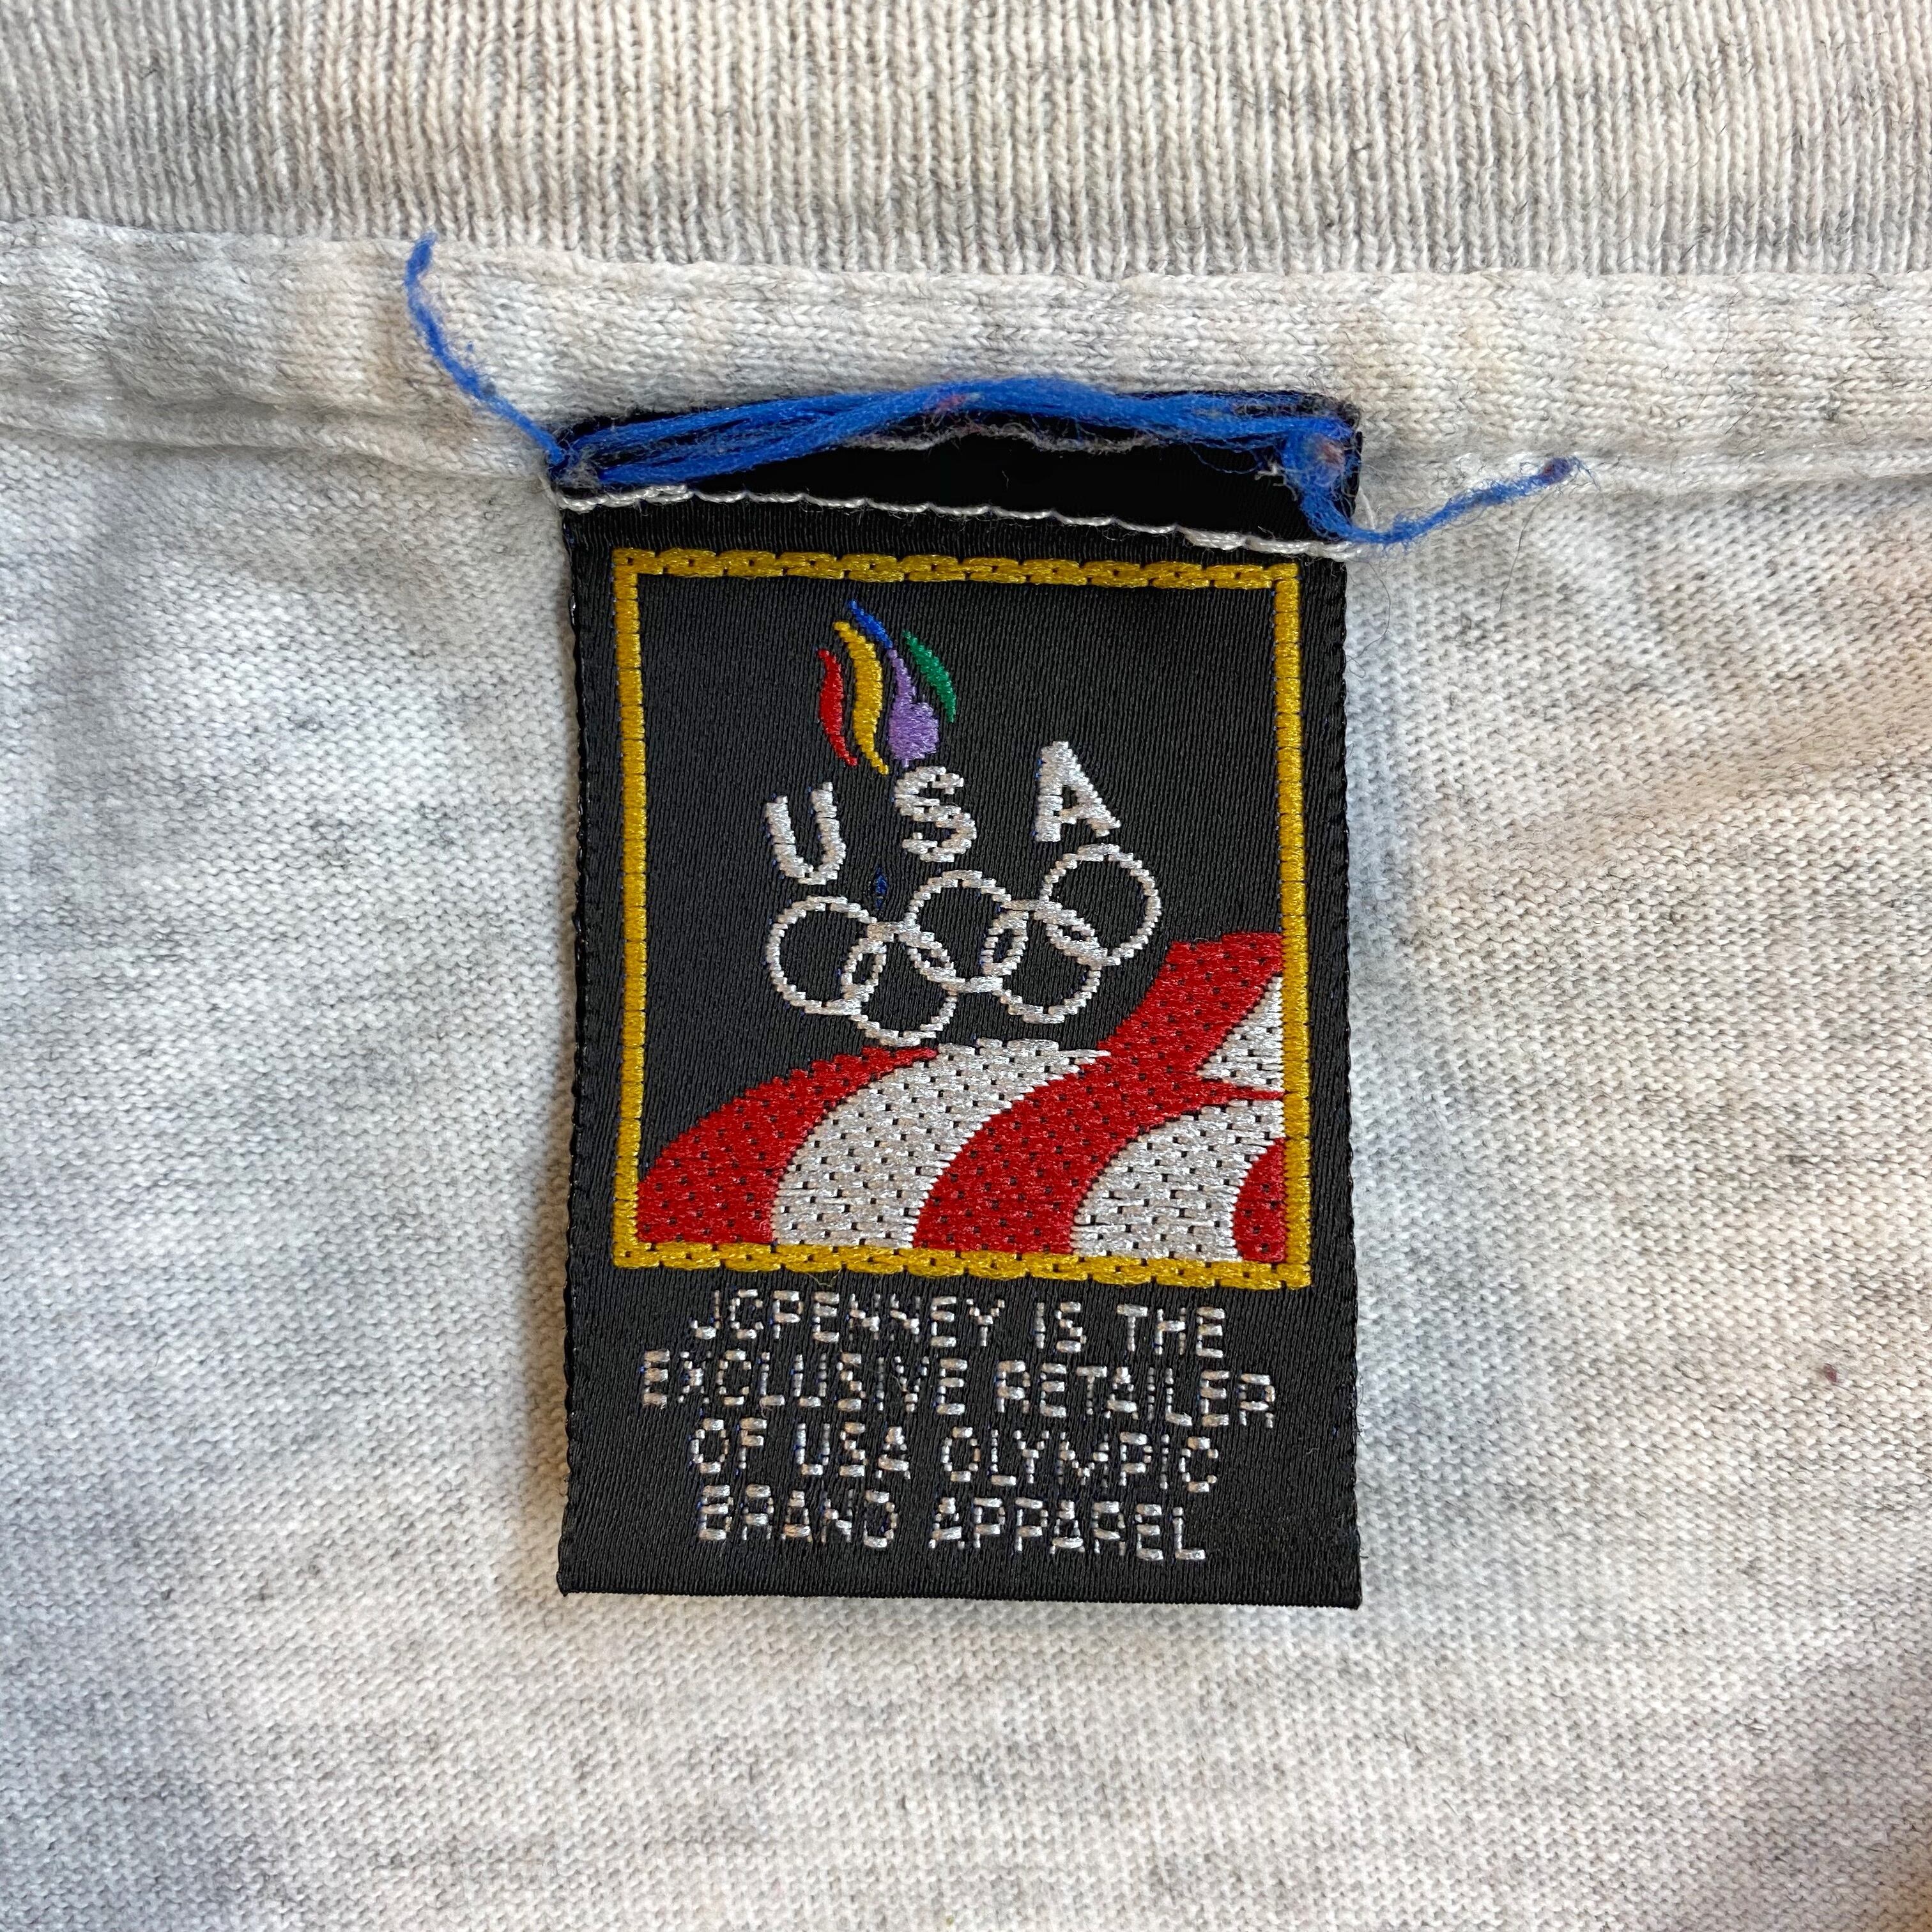 USA
JCPENNEY IS THE
EXCLUSIVE RETAILER
OF USA OLYMPIC
BRAND APPAREL